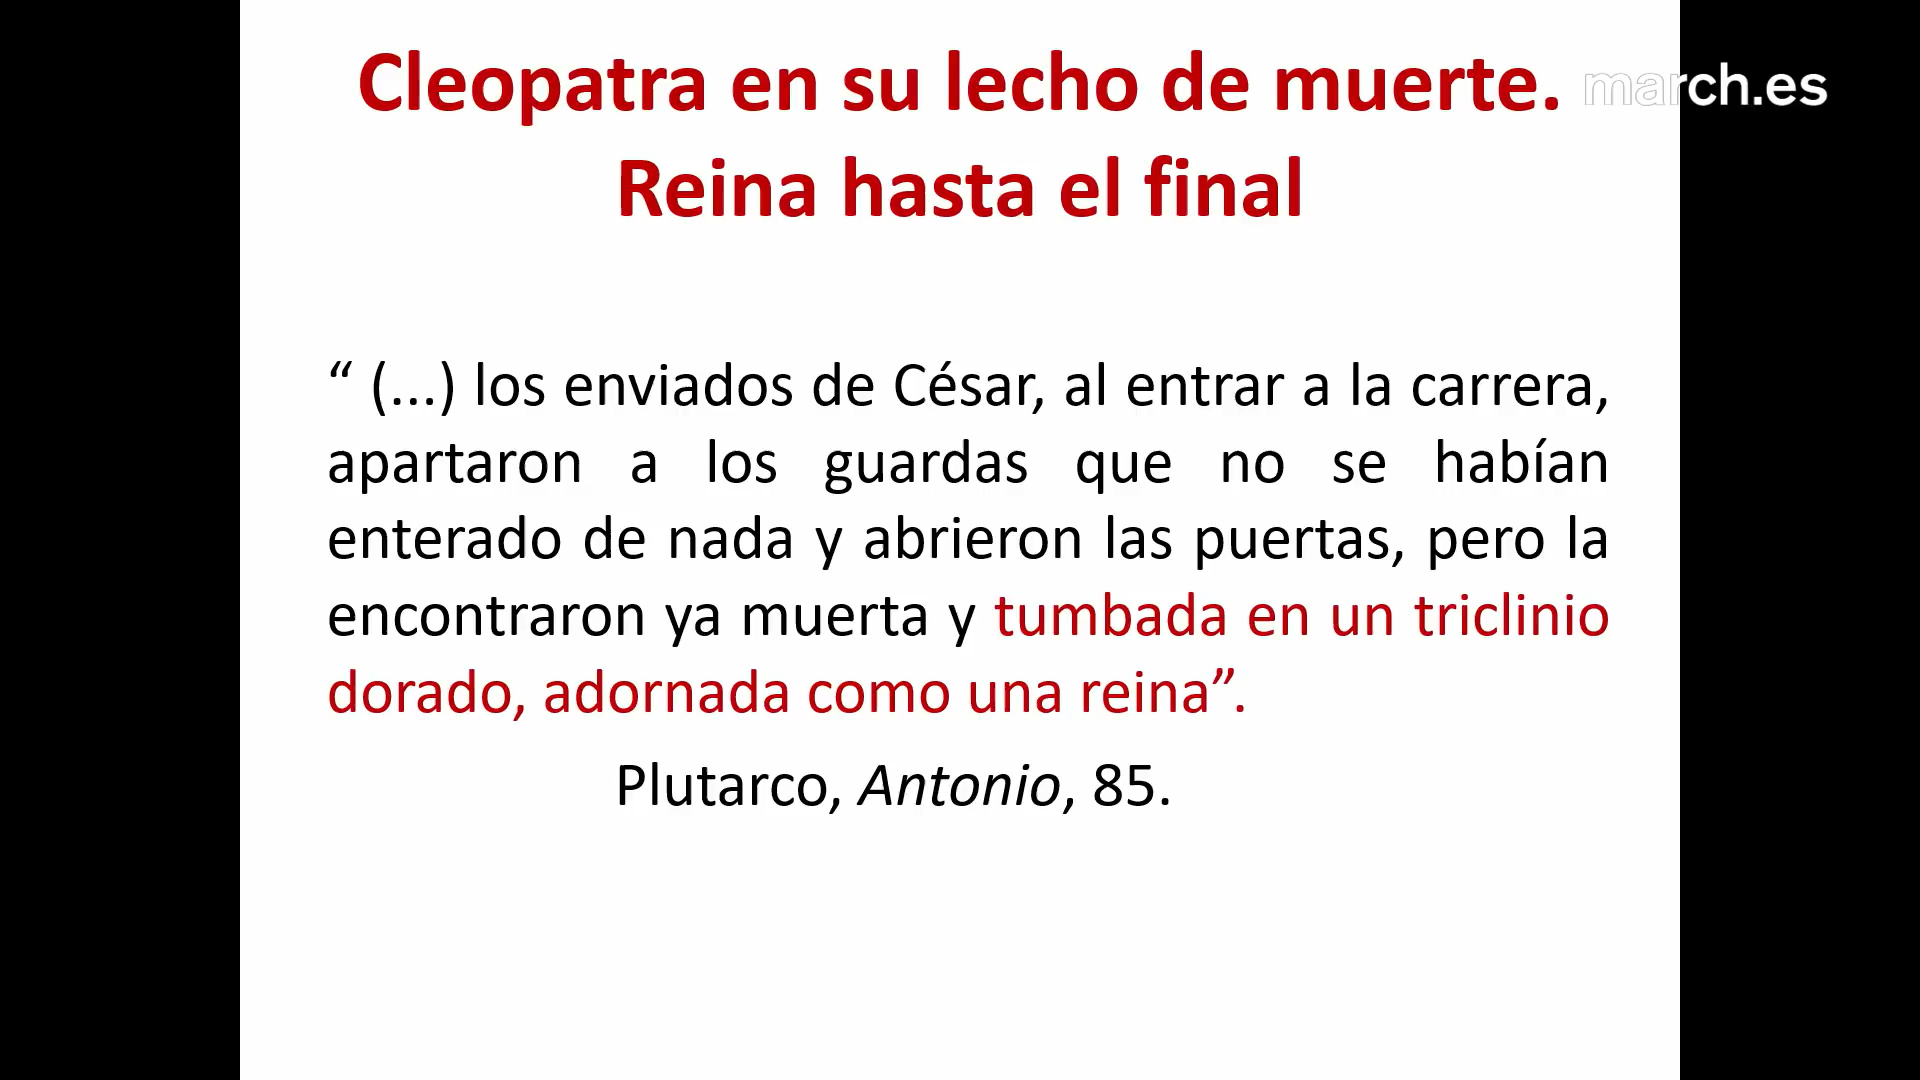 Cleopatra en su lecho de muerte.
march.es
Reina hasta el final
“ (...) los enviados de César, al entrar a la carrera,
apartaron a los guardas que no se habían
enterado de nada y abrieron las puertas, pero la
encontraron ya muerta y tumbada en un triclinio
dorado, adornada como una reina”.
Plutarco, Antonio, 85.